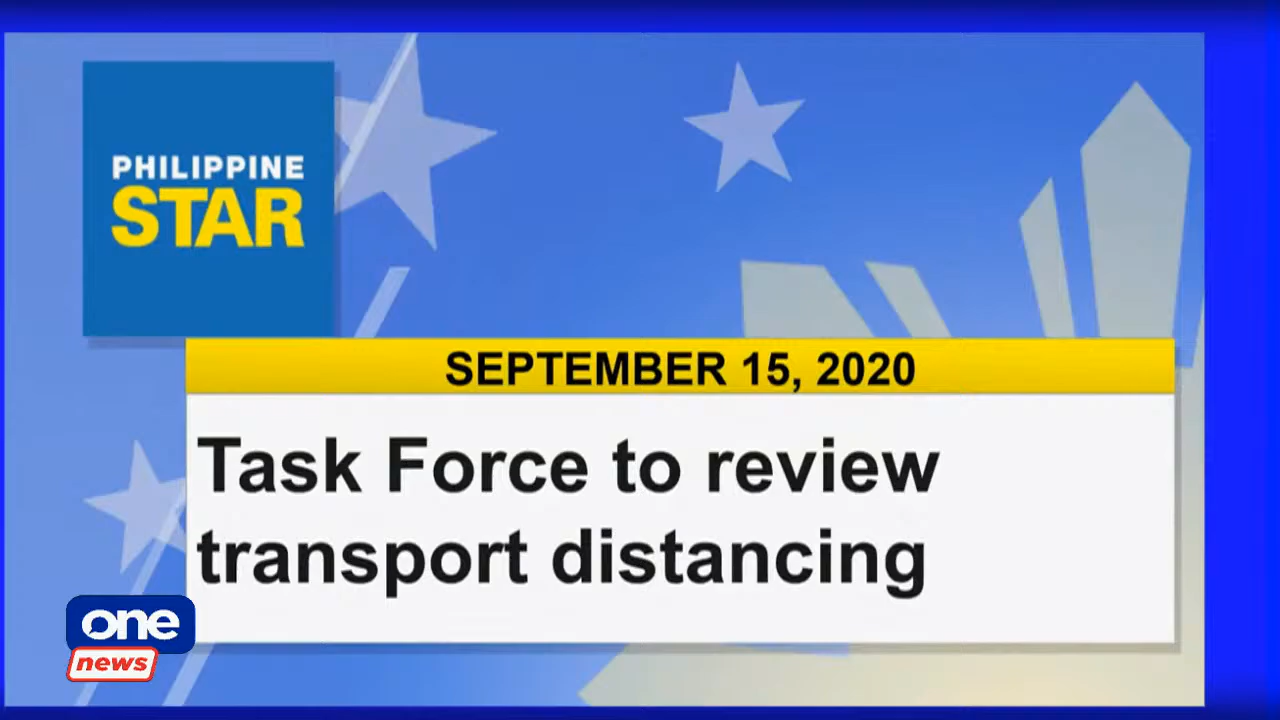 PHILIPPINE
STAR
SEPTEMBER 15, 2020
Task Force to review
transport distancing
one
news